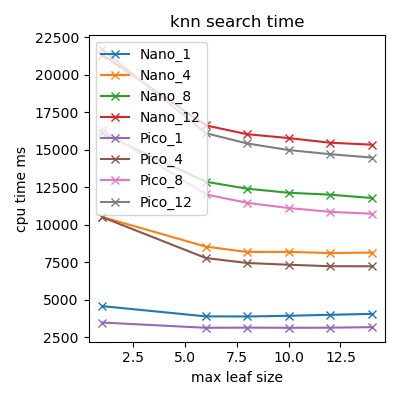 knn search time
22500
20000
17500
15000
12500
10000
7500
5000
2500
cpu time ms
Nano_1
Nano_4
Nano_8
Nano_12
Pico_1
Pico_4
Pico_8
Pico_12
2.5 5.0 7.5 10.0 12.5
max leaf size